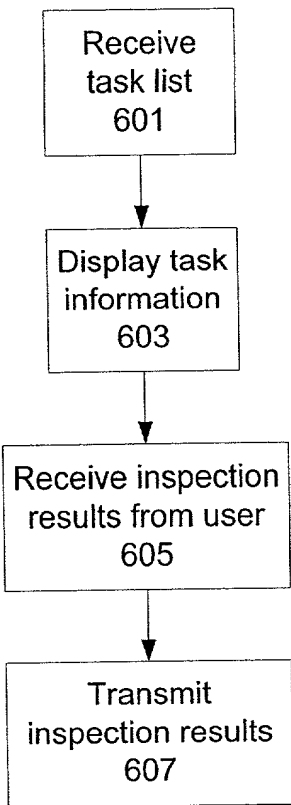 Receive
task list
601
Display task
information
603
Receive inspection
results from user
605
Transmit
inspection results
607